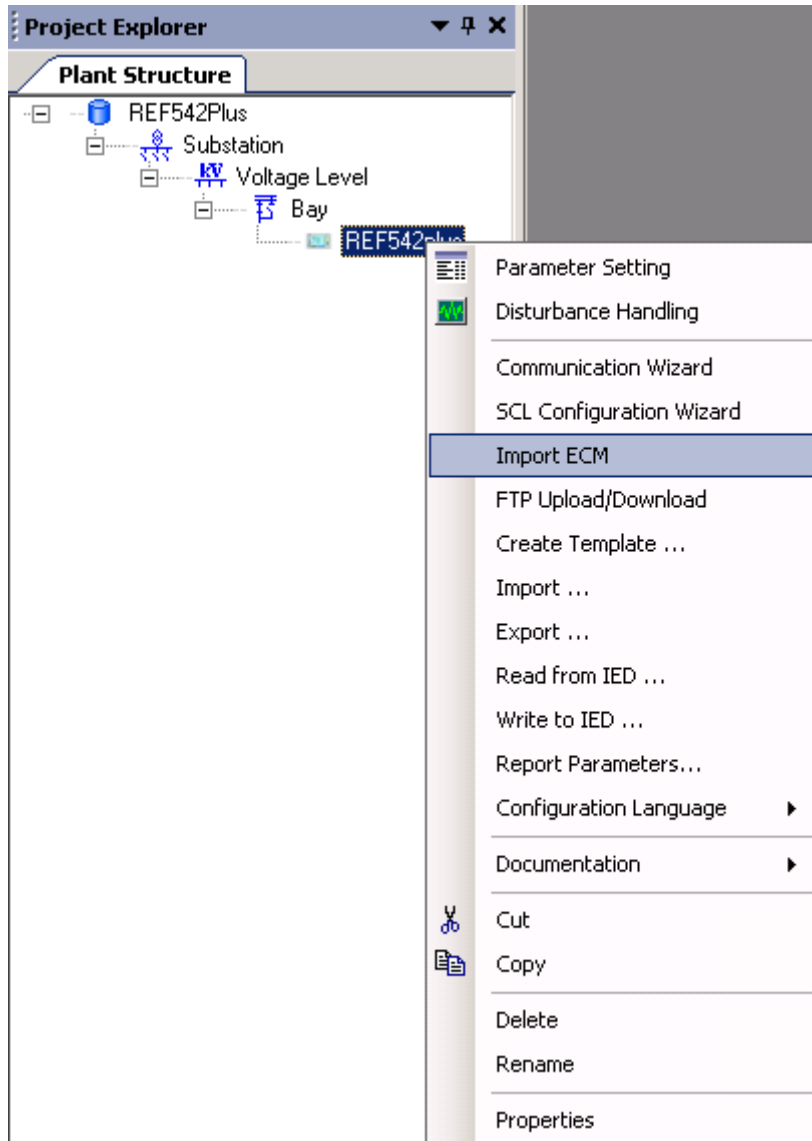 Project Explorer
Plant Structure
REF542Plus
Substation
kV Voltage Level
Bay
REF542plus
Parameter Setting
Disturbance Handling
Communication Wizard
SCL Configuration Wizard
Import ECM
FTP Upload/Download
Create Template ...
Import ...
Export ...
Read from IED ...
Write to IED ...
Report Parameters...
Configuration Language
Documentation
Cut
Copy
Delete
Rename
Properties